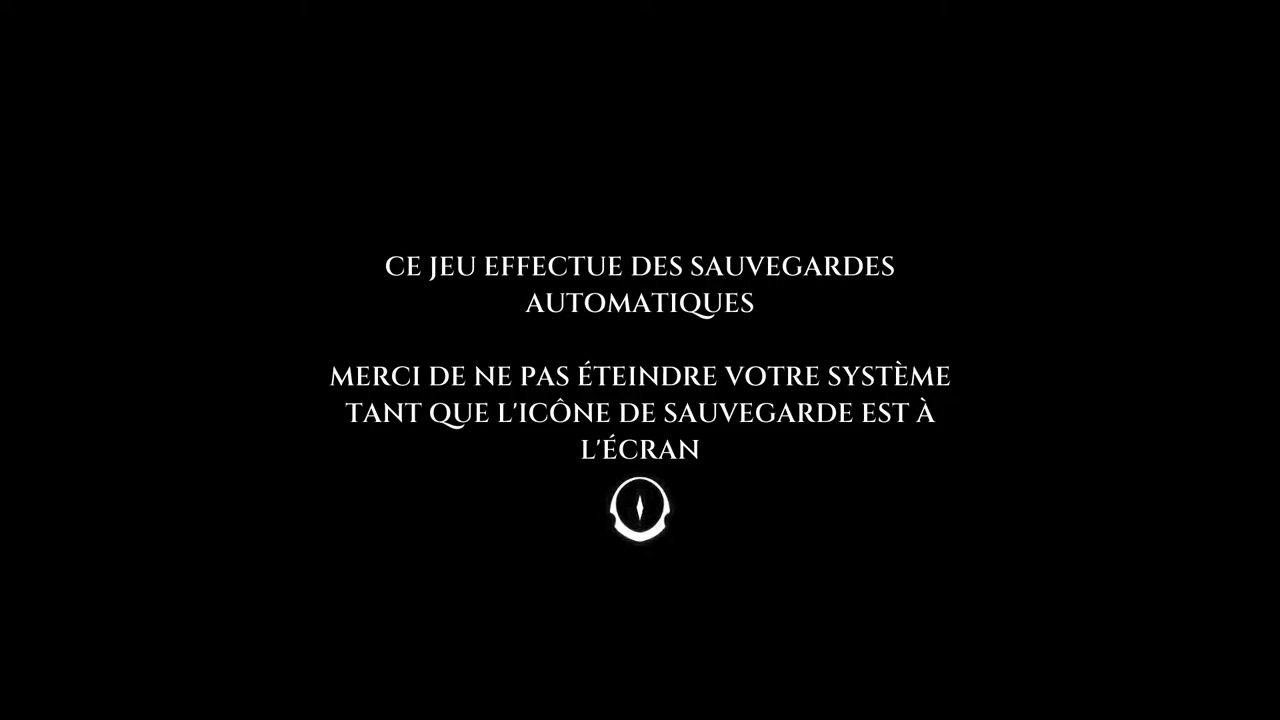 CE JEU EFFECTUE DES SAUVEGARDES
AUTOMATIQUES
MERCI DE NE PAS ÉTEINDRE VOTRE SYSTÈME
TANT QUE L'ICÔNE DE SAUVEGARDE EST À
L'ÉCRAN